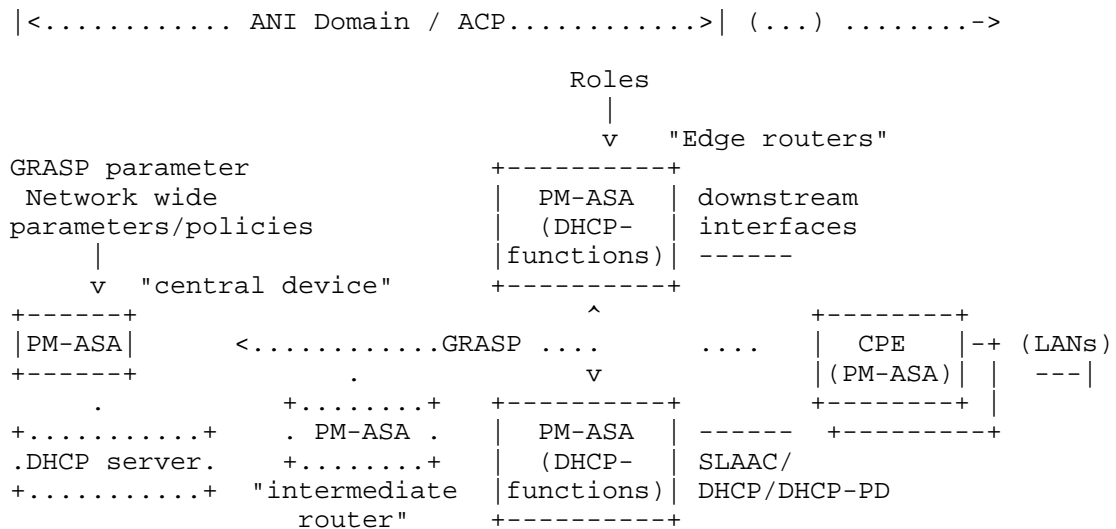 |<............ ANI Domain / ACP............>| (...) ........->
Roles
|
v "Edge routers"
GRASP parameter +----------+
Network wide | PM-ASA | downstream
parameters/policies | (DHCP- | interfaces
| |functions)| ------
v "central device" +----------+
+------+ ^ +--------+
|PM-ASA| <............GRASP .... .... | CPE |-+ (LANs)
+------+ . v |(PM-ASA)| | ---|
. +........+ +----------+ +--------+ |
+...........+ . PM-ASA . | PM-ASA | ------ +---------+
.DHCP server. +........+ | (DHCP- | SLAAC/
+...........+ "intermediate |functions)| DHCP/DHCP-PD
router" +----------+